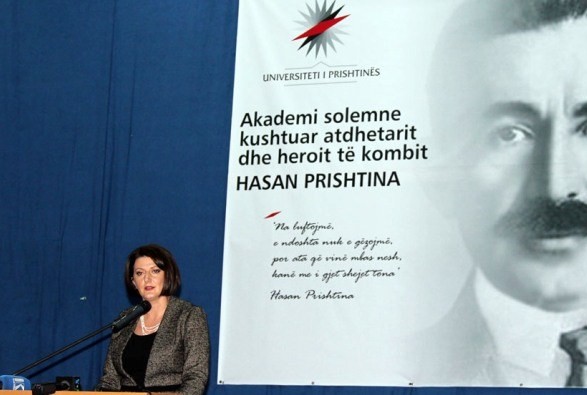 UNIVERSITETI I PRISHTINËS
Akademi solemne
kushtuar atdhetarit
dhe heroit të kombit
HASAN PRISHTINA
'Na luftojmë,
e ndoshta nuk e gëzojmë,
por ata që vinë mbas nesh,
kanë me i gjet shejet tona'
Hasan Prishtina